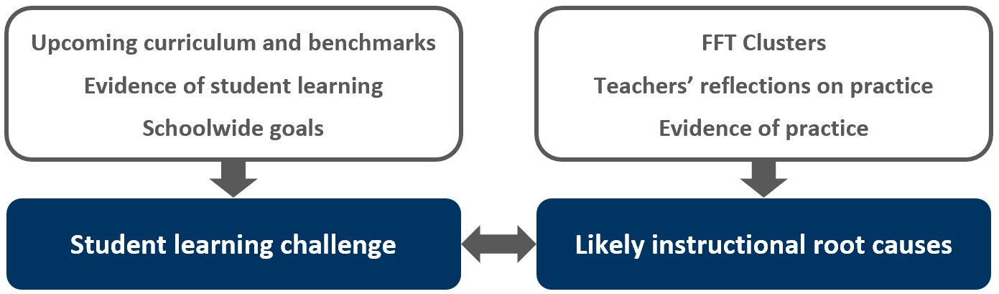 Upcoming curriculum and benchmarks
Evidence of student learning
Schoolwide goals
FFT Clusters
Teachers’ reflections on practice
Evidence of practice
Student learning challenge
Likely instructional root causes